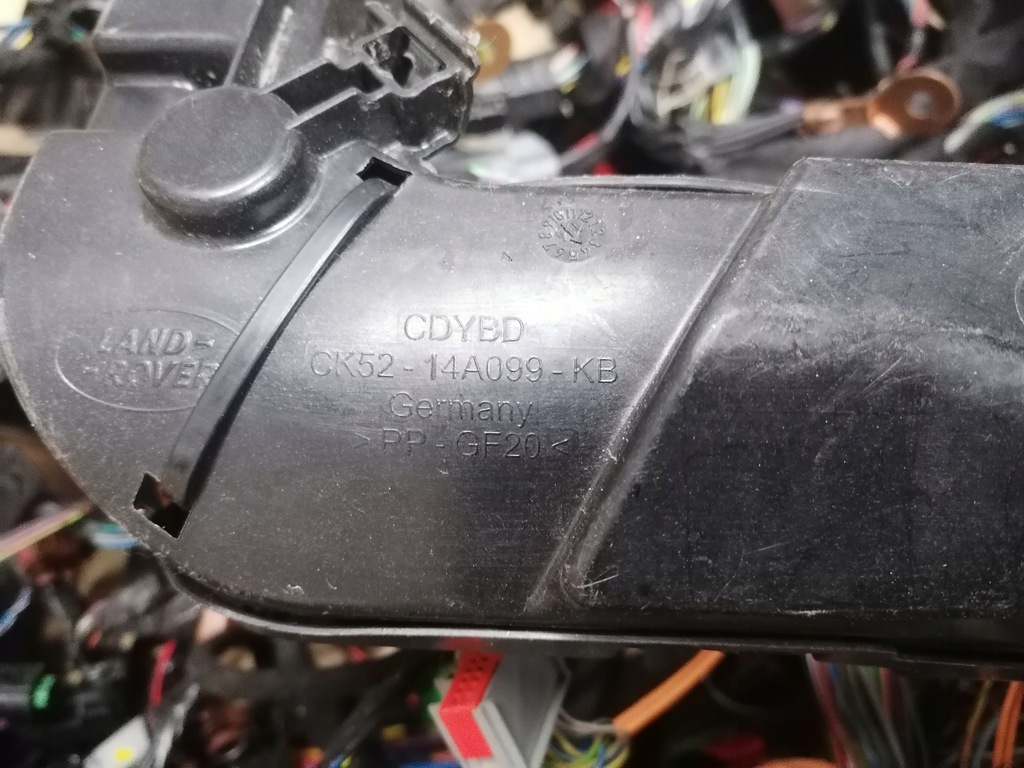 LAND-
ROVER
CDYBD
CK52 - 14A099 - KB
Germany
> PP - GF20 <